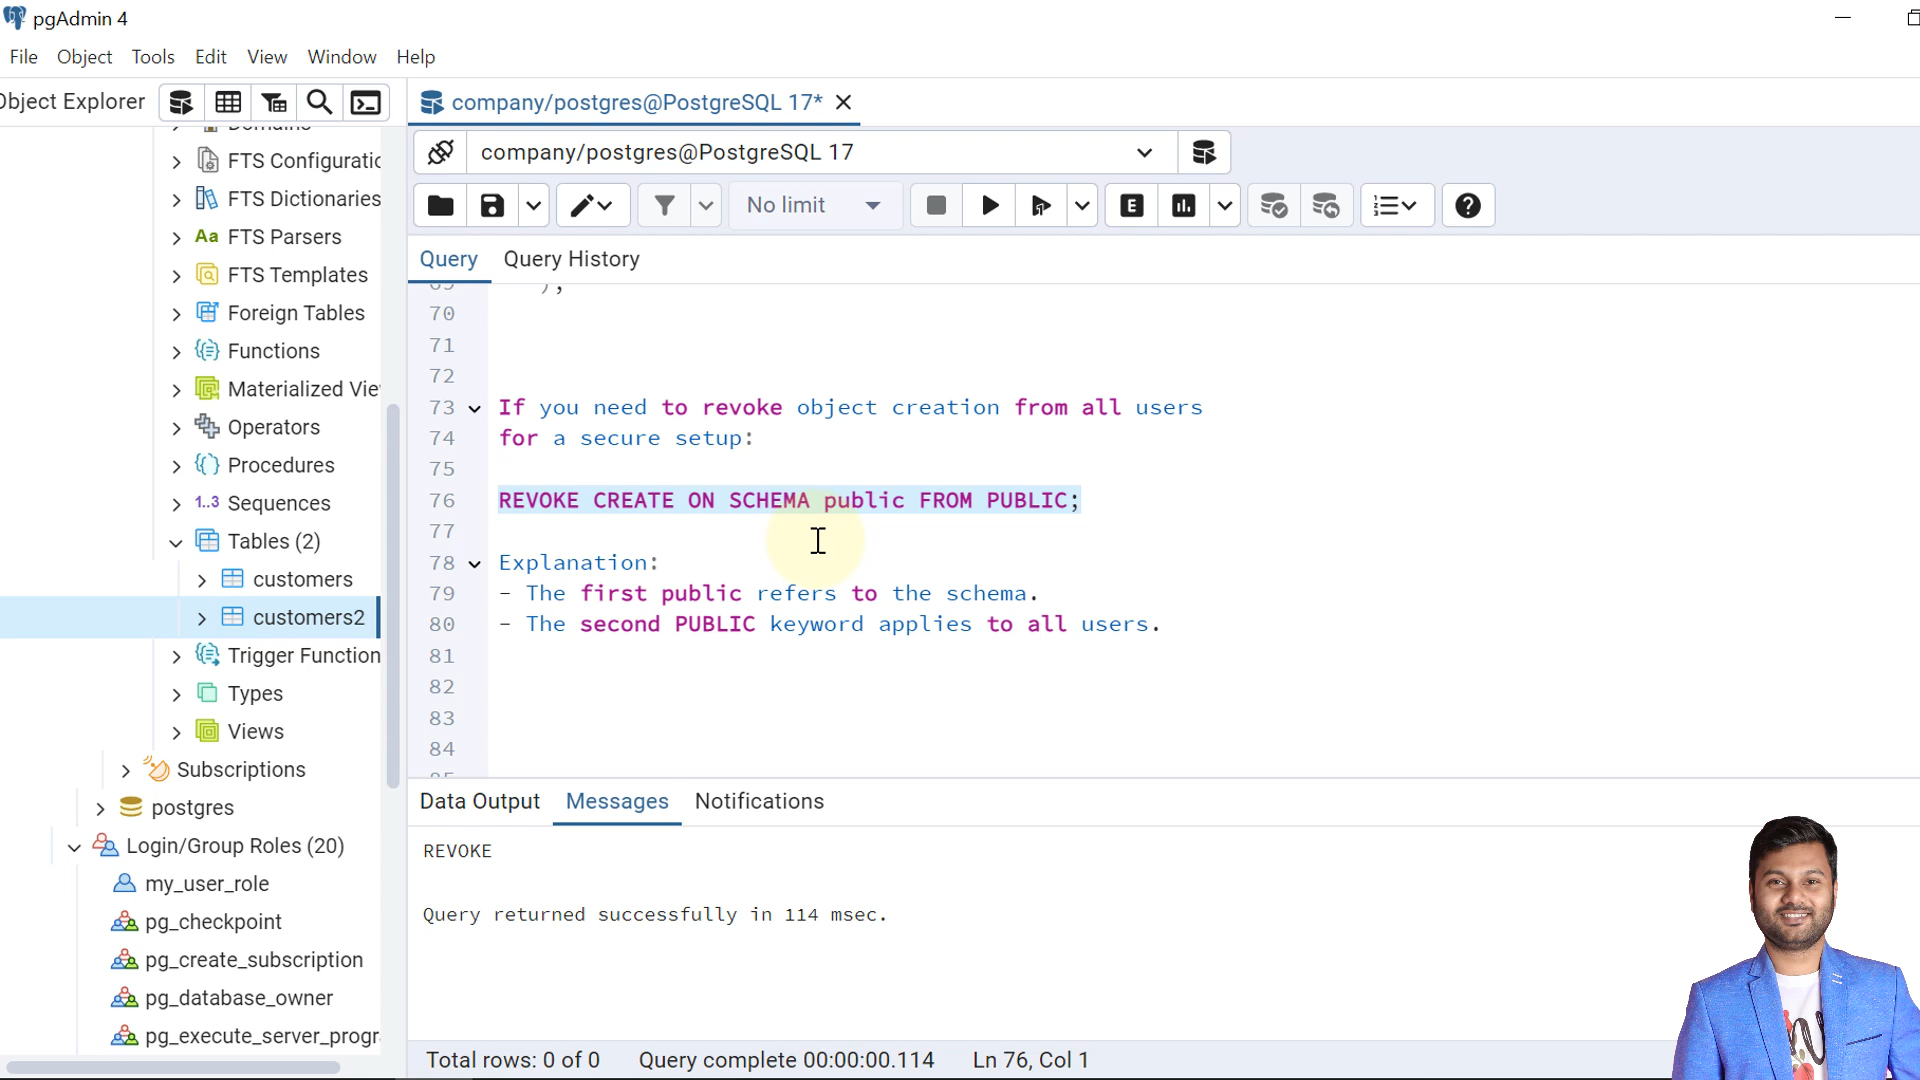 pgAdmin 4
File Object Tools Edit View Window Help
Object Explorer
company/postgres@PostgreSQL 17*
company/postgres@PostgreSQL 17
No limit
Query Query History
Domains
FTS Configuratic
FTS Dictionaries
Aa FTS Parsers
FTS Templates
Foreign Tables
Functions
Materialized Vie
Operators
Procedures
1..3 Sequences
Tables (2)
customers
customers2
Trigger Function
Types
Views
Subscriptions
postgres
Login/Group Roles (20)
my_user_role
pg_checkpoint
pg_create_subscription
pg_database_owner
pg_execute_server_progr
69 );
70
71
72
73 If you need to revoke object creation from all users
74 for a secure setup:
75
76 REVOKE CREATE ON SCHEMA public FROM PUBLIC;
77
78 Explanation:
79 - The first public refers to the schema.
80 - The second PUBLIC keyword applies to all users.
81
82
83
84
85
Data Output Messages Notifications
REVOKE
Query returned successfully in 114 msec.
Total rows: 0 of 0 Query complete 00:00:00.114 Ln 76, Col 1